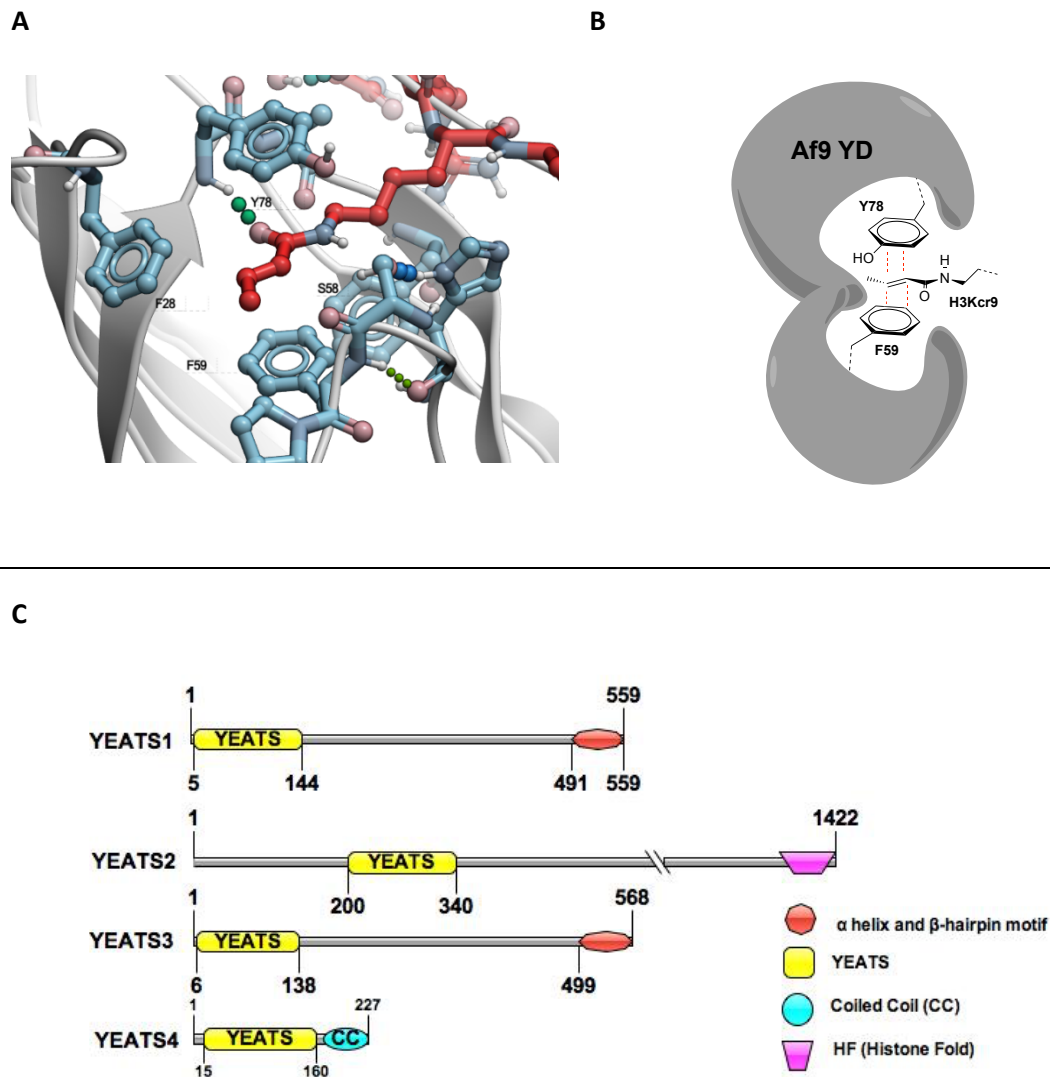 A
B
Y78
S58
F28
F59
Af9 YD
Y78
HO
H
N
O
H3Kcr9
F59
C
1
559
YEATS1
YEATS
5
144
491
559
1
1422
YEATS2
YEATS
200
340
1
568
YEATS3
YEATS
6
138
499
1
227
YEATS4
YEATS
CC
15
160
α helix and β-hairpin motif
YEATS
Coiled Coil (CC)
HF (Histone Fold)